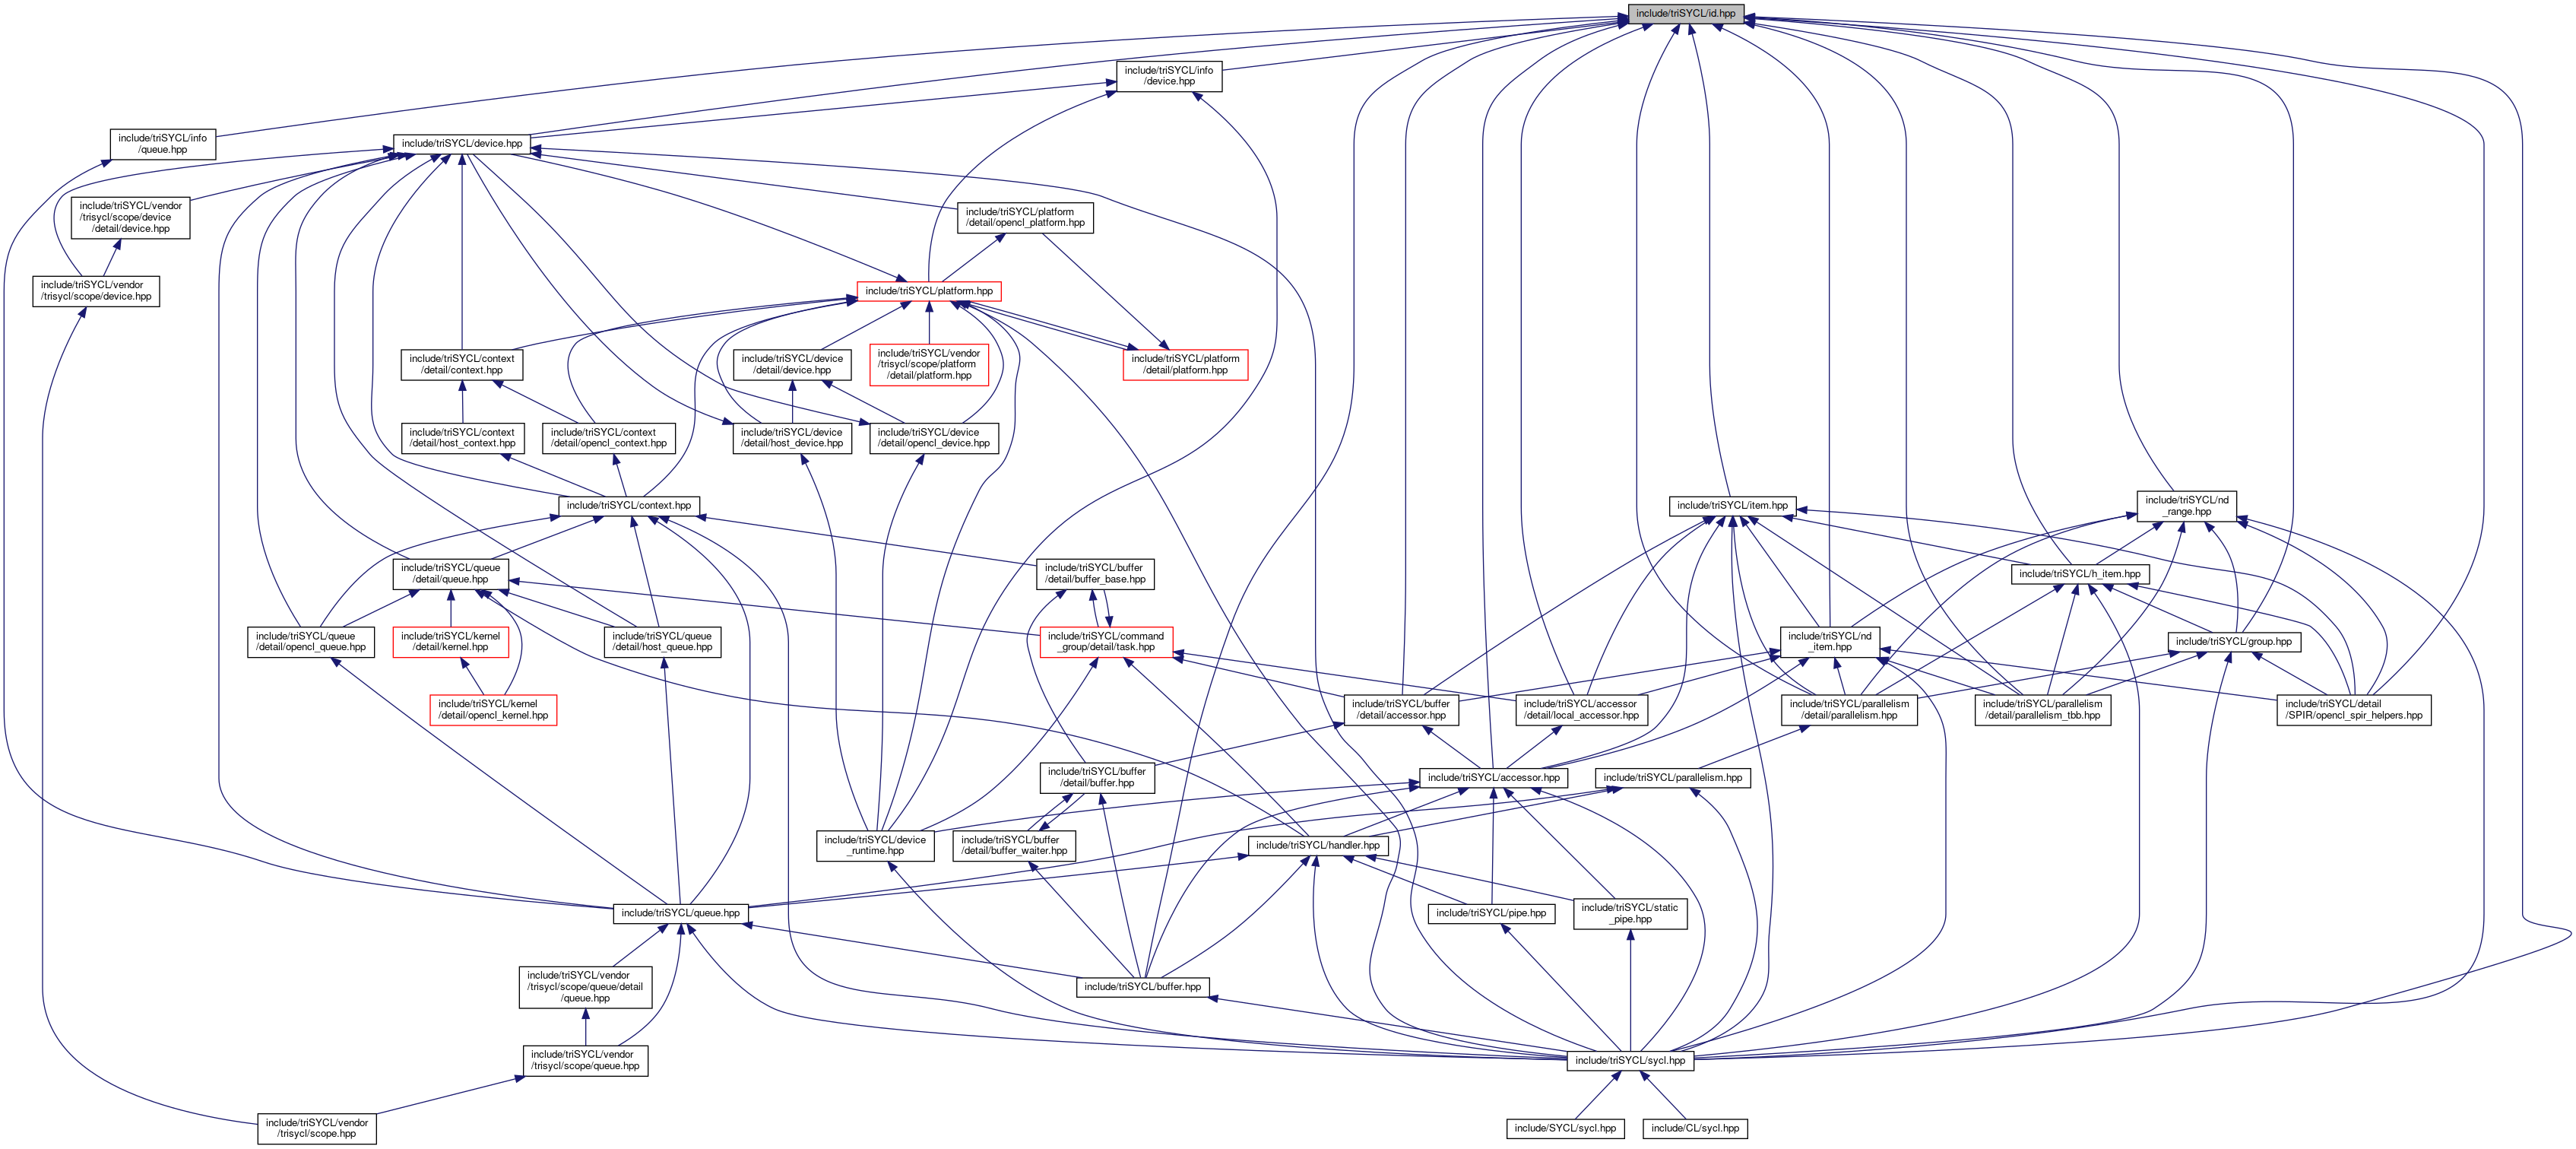 include/triSYCL/id.hpp
include/triSYCL/info
/device.hpp
include/triSYCL/info
/queue.hpp
include/triSYCL/device.hpp
include/triSYCL/vendor
/trisycl/scope/device
/detail/device.hpp
include/triSYCL/platform
/detail/opencl_platform.hpp
include/triSYCL/vendor
/trisycl/scope/device.hpp
include/triSYCL/platform.hpp
include/triSYCL/context
/detail/context.hpp
include/triSYCL/device
/detail/device.hpp
include/triSYCL/vendor
/trisycl/scope/platform
/detail/platform.hpp
include/triSYCL/platform
/detail/platform.hpp
include/triSYCL/context
/detail/host_context.hpp
include/triSYCL/context
/detail/opencl_context.hpp
include/triSYCL/device
/detail/host_device.hpp
include/triSYCL/device
/detail/opencl_device.hpp
include/triSYCL/context.hpp
include/triSYCL/item.hpp
include/triSYCL/nd
_range.hpp
include/triSYCL/queue
/detail/queue.hpp
include/triSYCL/buffer
/detail/buffer_base.hpp
include/triSYCL/h_item.hpp
include/triSYCL/queue
/detail/opencl_queue.hpp
include/triSYCL/kernel
/detail/kernel.hpp
include/triSYCL/queue
/detail/host_queue.hpp
include/triSYCL/command
_group/detail/task.hpp
include/triSYCL/nd
_item.hpp
include/triSYCL/group.hpp
include/triSYCL/kernel
/detail/opencl_kernel.hpp
include/triSYCL/buffer
/detail/accessor.hpp
include/triSYCL/accessor
/detail/local_accessor.hpp
include/triSYCL/parallelism
/detail/parallelism.hpp
include/triSYCL/parallelism
/detail/parallelism_tbb.hpp
include/triSYCL/detail
/SPIR/opencl_spir_helpers.hpp
include/triSYCL/buffer
/detail/buffer.hpp
include/triSYCL/accessor.hpp
include/triSYCL/parallelism.hpp
include/triSYCL/device
_runtime.hpp
include/triSYCL/buffer
/detail/buffer_waiter.hpp
include/triSYCL/handler.hpp
include/triSYCL/queue.hpp
include/triSYCL/pipe.hpp
include/triSYCL/static
_pipe.hpp
include/triSYCL/vendor
/trisycl/scope/queue/detail
/queue.hpp
include/triSYCL/buffer.hpp
include/triSYCL/vendor
/trisycl/scope/queue.hpp
include/triSYCL/sycl.hpp
include/triSYCL/vendor
/trisycl/scope.hpp
include/SYCL/sycl.hpp
include/CL/sycl.hpp